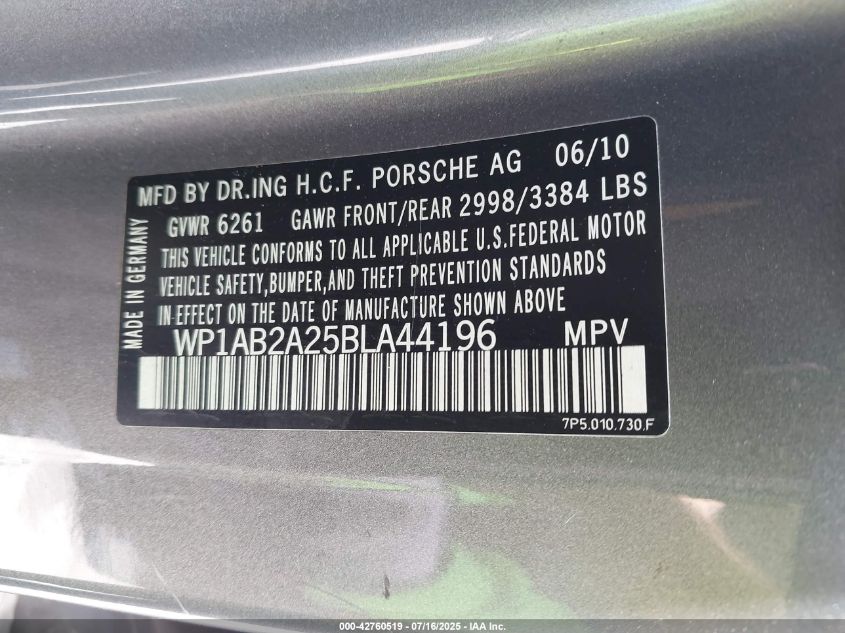 MFD BY DR.ING H.C.F. PORSCHE AG 06/10
GVWR 6261 GAWR FRONT/REAR 2998/3384 LBS
THIS VEHICLE CONFORMS TO ALL APPLICABLE U.S.FEDERAL MOTOR
VEHICLE SAFETY,BUMPER,AND THEFT PREVENTION STANDARDS
IN EFFECT ON THE DATE OF MANUFACTURE SHOWN ABOVE
WP1AB2A25BLA44196 MPV
MADE IN GERMANY
7P5.010.730.F
000-42760519 - 07/16/2025 - IAA Inc.